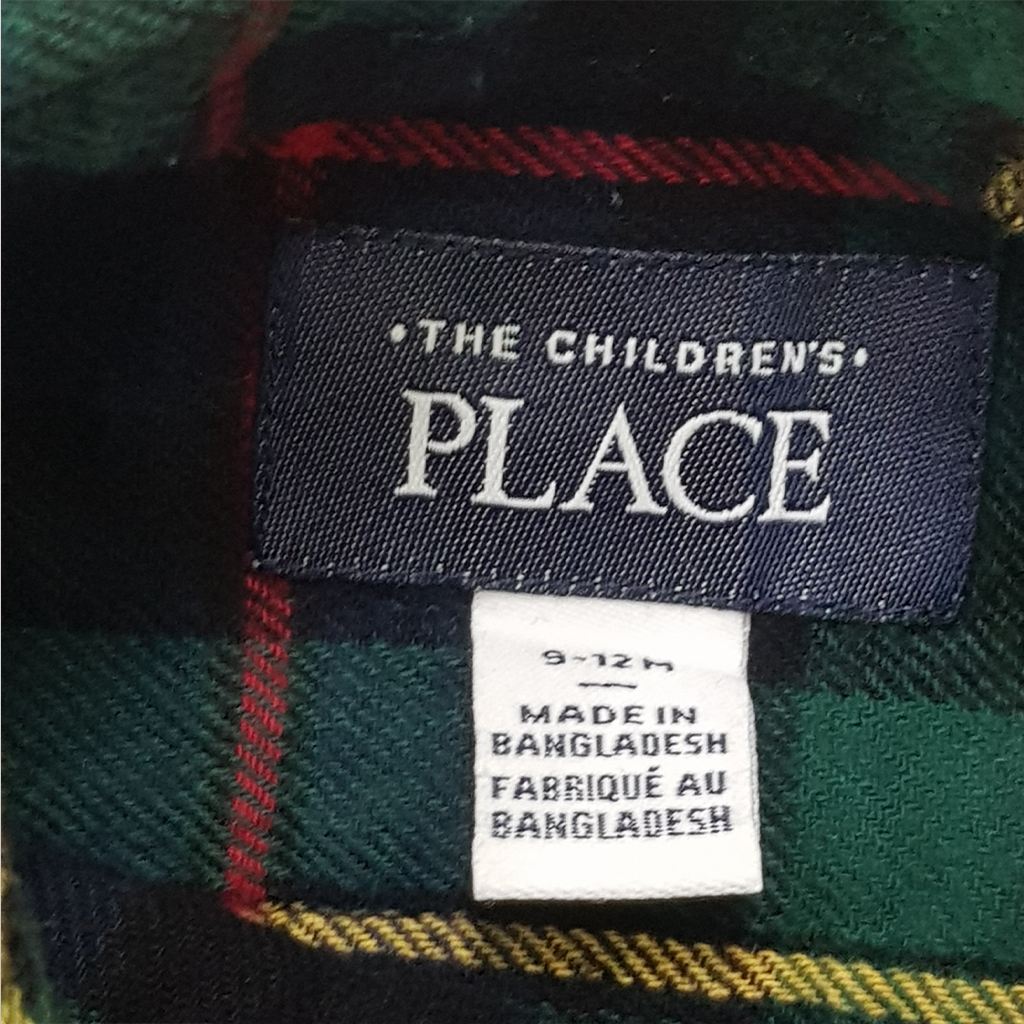 •THE CHILDREN'S•
PLACE
9-12 M
—
MADE IN
BANGLADESH
FABRIQUÉ AU
BANGLADESH